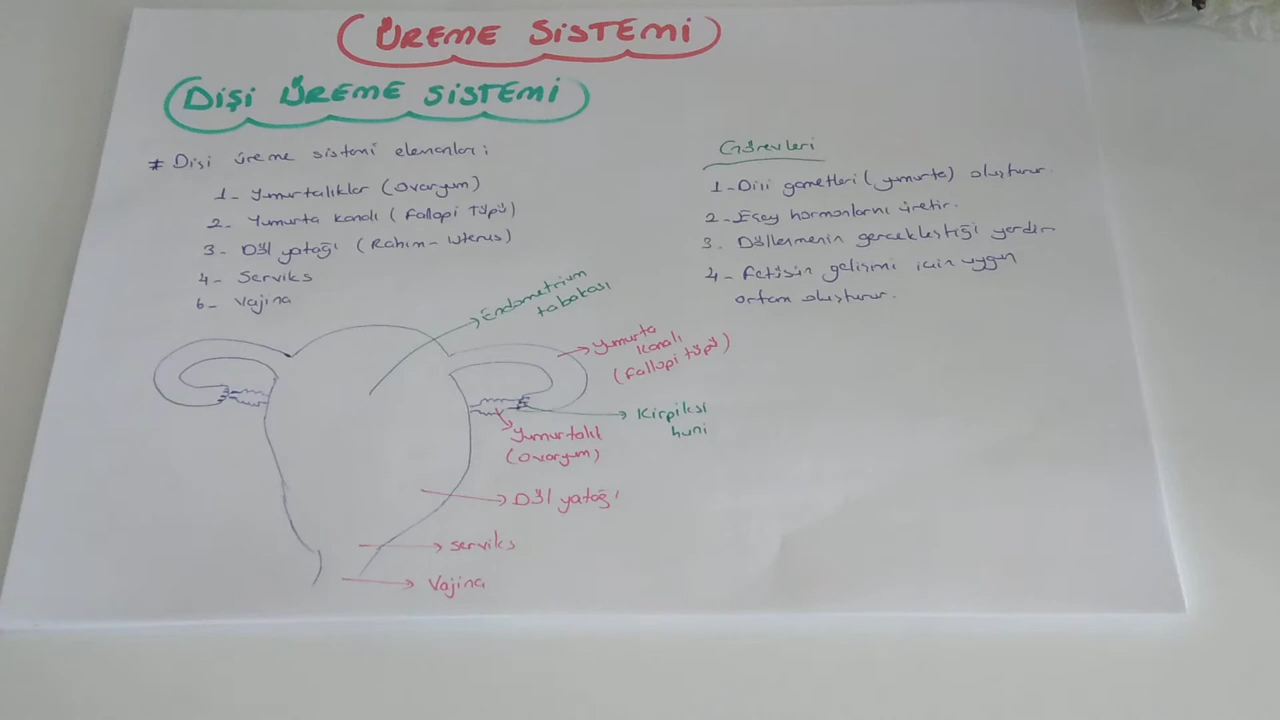 ÜREME SİSTEMİ
DİŞİ ÜREME SİSTEMİ
* Dişi üreme sistemi elemanları;
1- Yumurtalıklar (Ovaryum)
2- Yumurta kanalı (Fallopi Tüpü)
3- Döl yatağı (Rahim-Uterus)
4- Serviks
6- Vajina
Görevleri
1- Dişi gametleri (yumurta) oluşturur.
2- Eşey hormonlarını üretir.
3. Döllenmenin gerçekleştiği yerdir.
4- Fetüsün gelişimi için uygun
ortam oluşturur.
Endometrium
tabakası
Yumurta
Kanalı
(Fallopi tüpü)
Kirpiksi
huni
Yumurtalık
(Ovaryum)
Döl yatağı
Serviks
Vajina